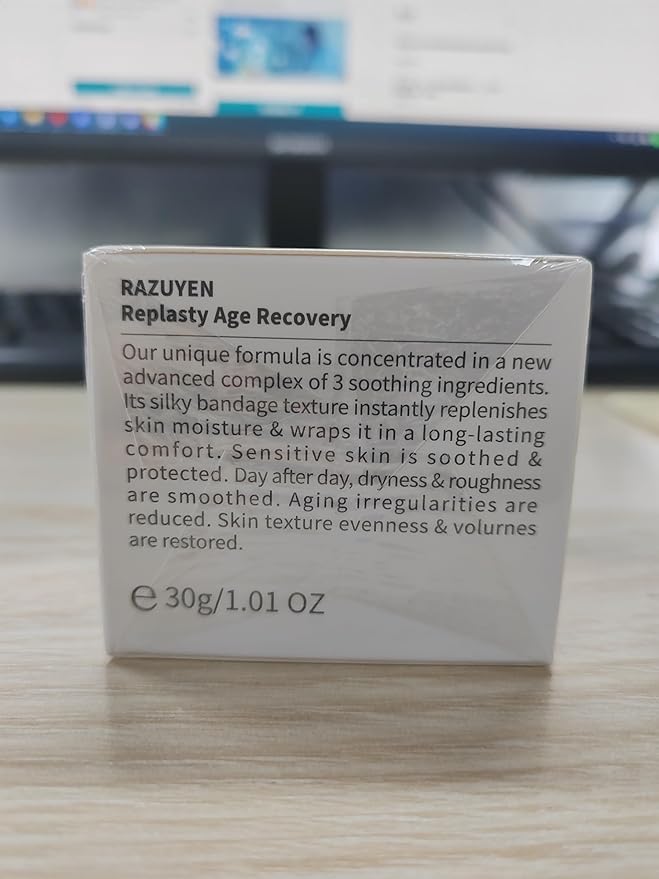 RAZUYEN
Replasty Age Recovery
Our unique formula is concentrated in a new
advanced complex of 3 soothing ingredients.
Its silky bandage texture instantly replenishes
skin moisture & wraps it in a long-lasting
comfort. Sensitive skin is soothed &
protected. Day after day, dryness & roughness
are smoothed. Aging irregularities are
reduced. Skin texture evenness & volurnes
are restored.
℮ 30g/1.01 OZ